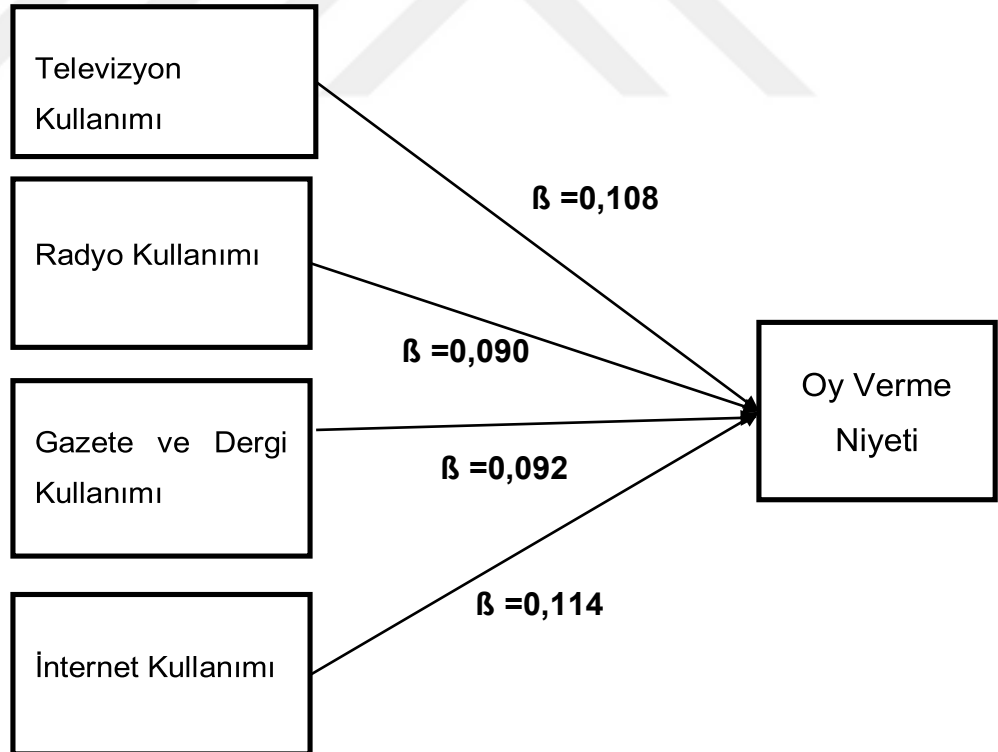 Televizyon
Kullanımı
ß =0,108
Radyo Kullanımı
ß =0,090
Oy Verme
Niyeti
Gazete ve Dergi
Kullanımı
ß =0,092
ß =0,114
İnternet Kullanımı